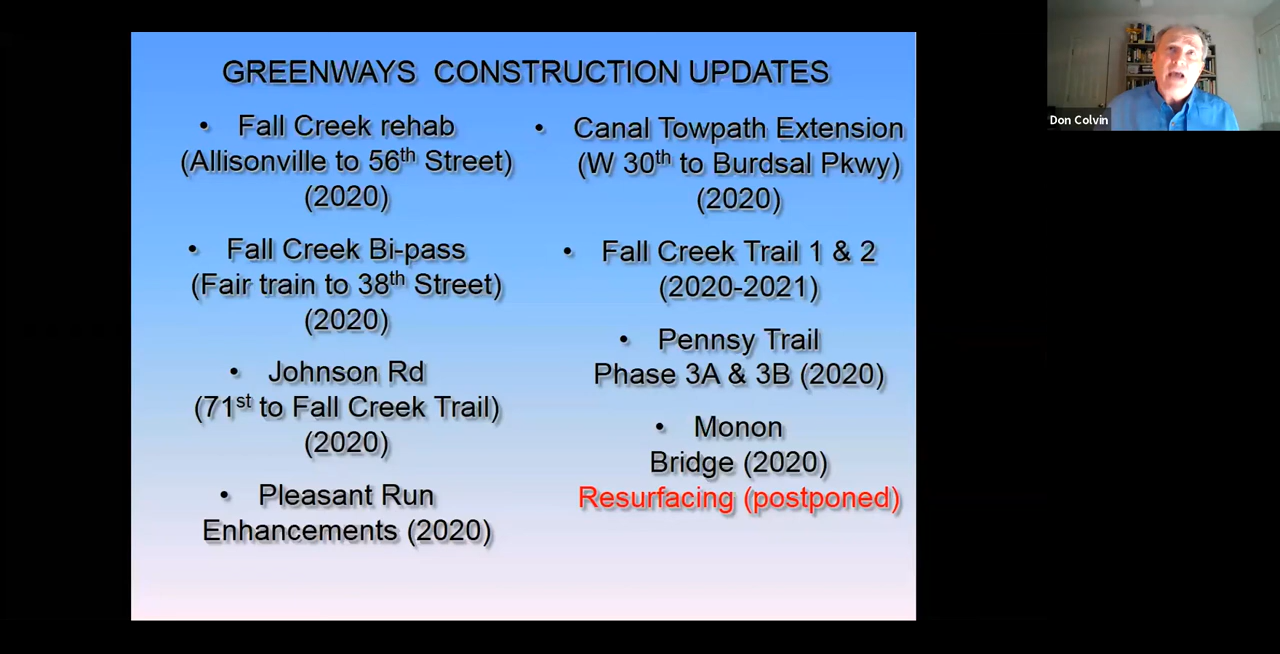 GREENWAYS CONSTRUCTION UPDATES
• Fall Creek rehab
(Allisonville to 56th Street)
(2020)
• Fall Creek Bi-pass
(Fair train to 38th Street)
(2020)
• Johnson Rd
(71st to Fall Creek Trail)
(2020)
• Pleasant Run
Enhancements (2020)
• Canal Towpath Extension
(W 30th to Burdsal Pkwy)
(2020)
• Fall Creek Trail 1 & 2
(2020-2021)
• Pennsy Trail
Phase 3A & 3B (2020)
• Monon
Bridge (2020)
Resurfacing (postponed)
Don Colvin